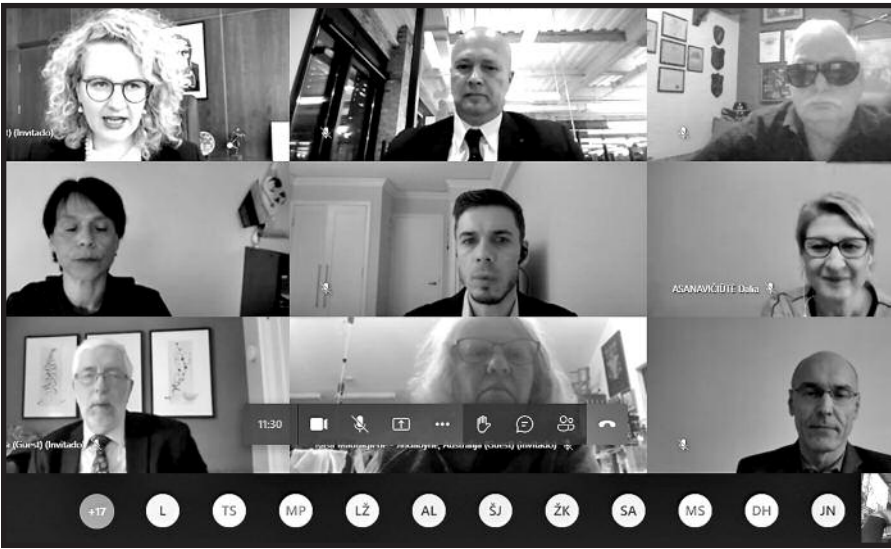 (Invitado)
ASANAVIČIŪTĖ Dalia
11:30
(Guest) (Invitado)
Australija (Guest) (Invitado)
+17
L
TS
MP
LŽ
AL
ŠJ
ŽK
SA
MS
DH
JN